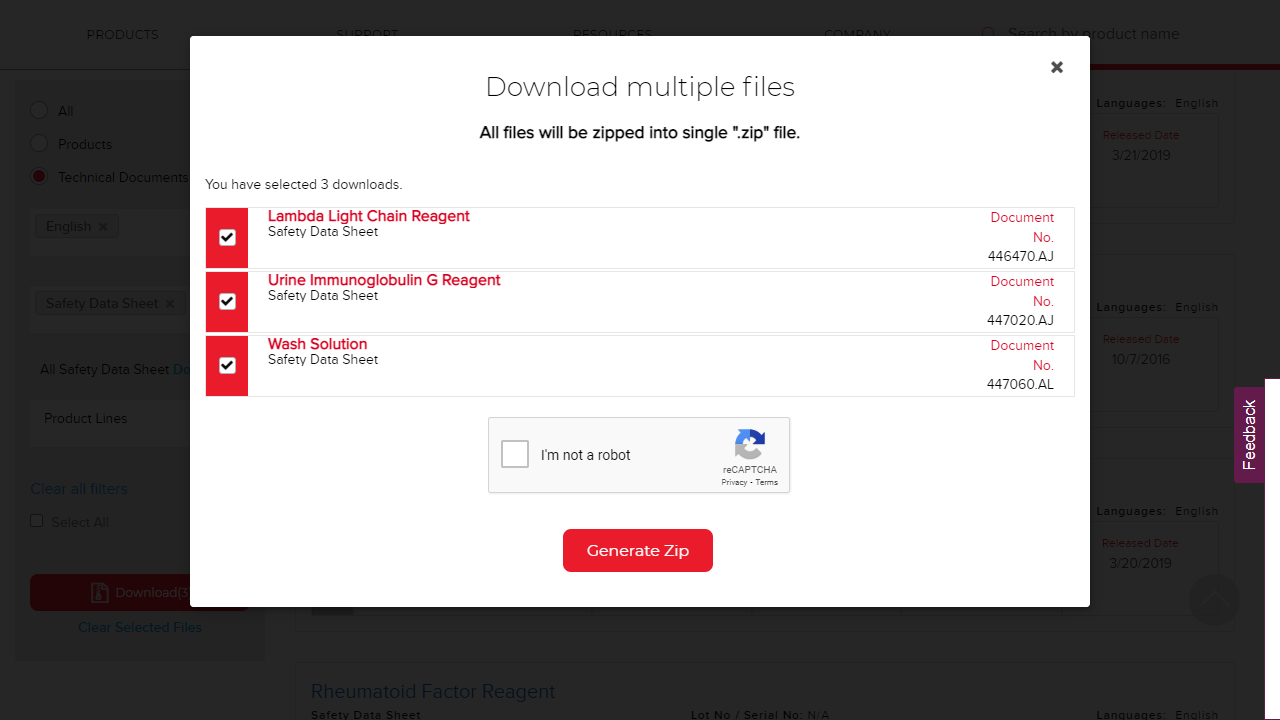 PRODUCTS
SUPPORT
RESOURCES
COMPANY
Search by product name
All
Products
Technical Documents
English
Safety Data Sheet
All Safety Data Sheet Do
Product Lines
Clear all filters
Select All
Download(3
Clear Selected Files
Download multiple files
All files will be zipped into single ".zip" file.
You have selected 3 downloads.
Lambda Light Chain Reagent
Safety Data Sheet
Document
No.
446470.AJ
Urine Immunoglobulin G Reagent
Safety Data Sheet
Document
No.
447020.AJ
Wash Solution
Safety Data Sheet
Document
No.
447060.AL
I'm not a robot
reCAPTCHA
Privacy - Terms
Generate Zip
Languages: English
Released Date
3/21/2019
Languages: English
Released Date
10/7/2016
Languages: English
Released Date
3/20/2019
Feedback
Rheumatoid Factor Reagent
Safety Data Sheet
Lot No / Serial No: N/A
Languages: English